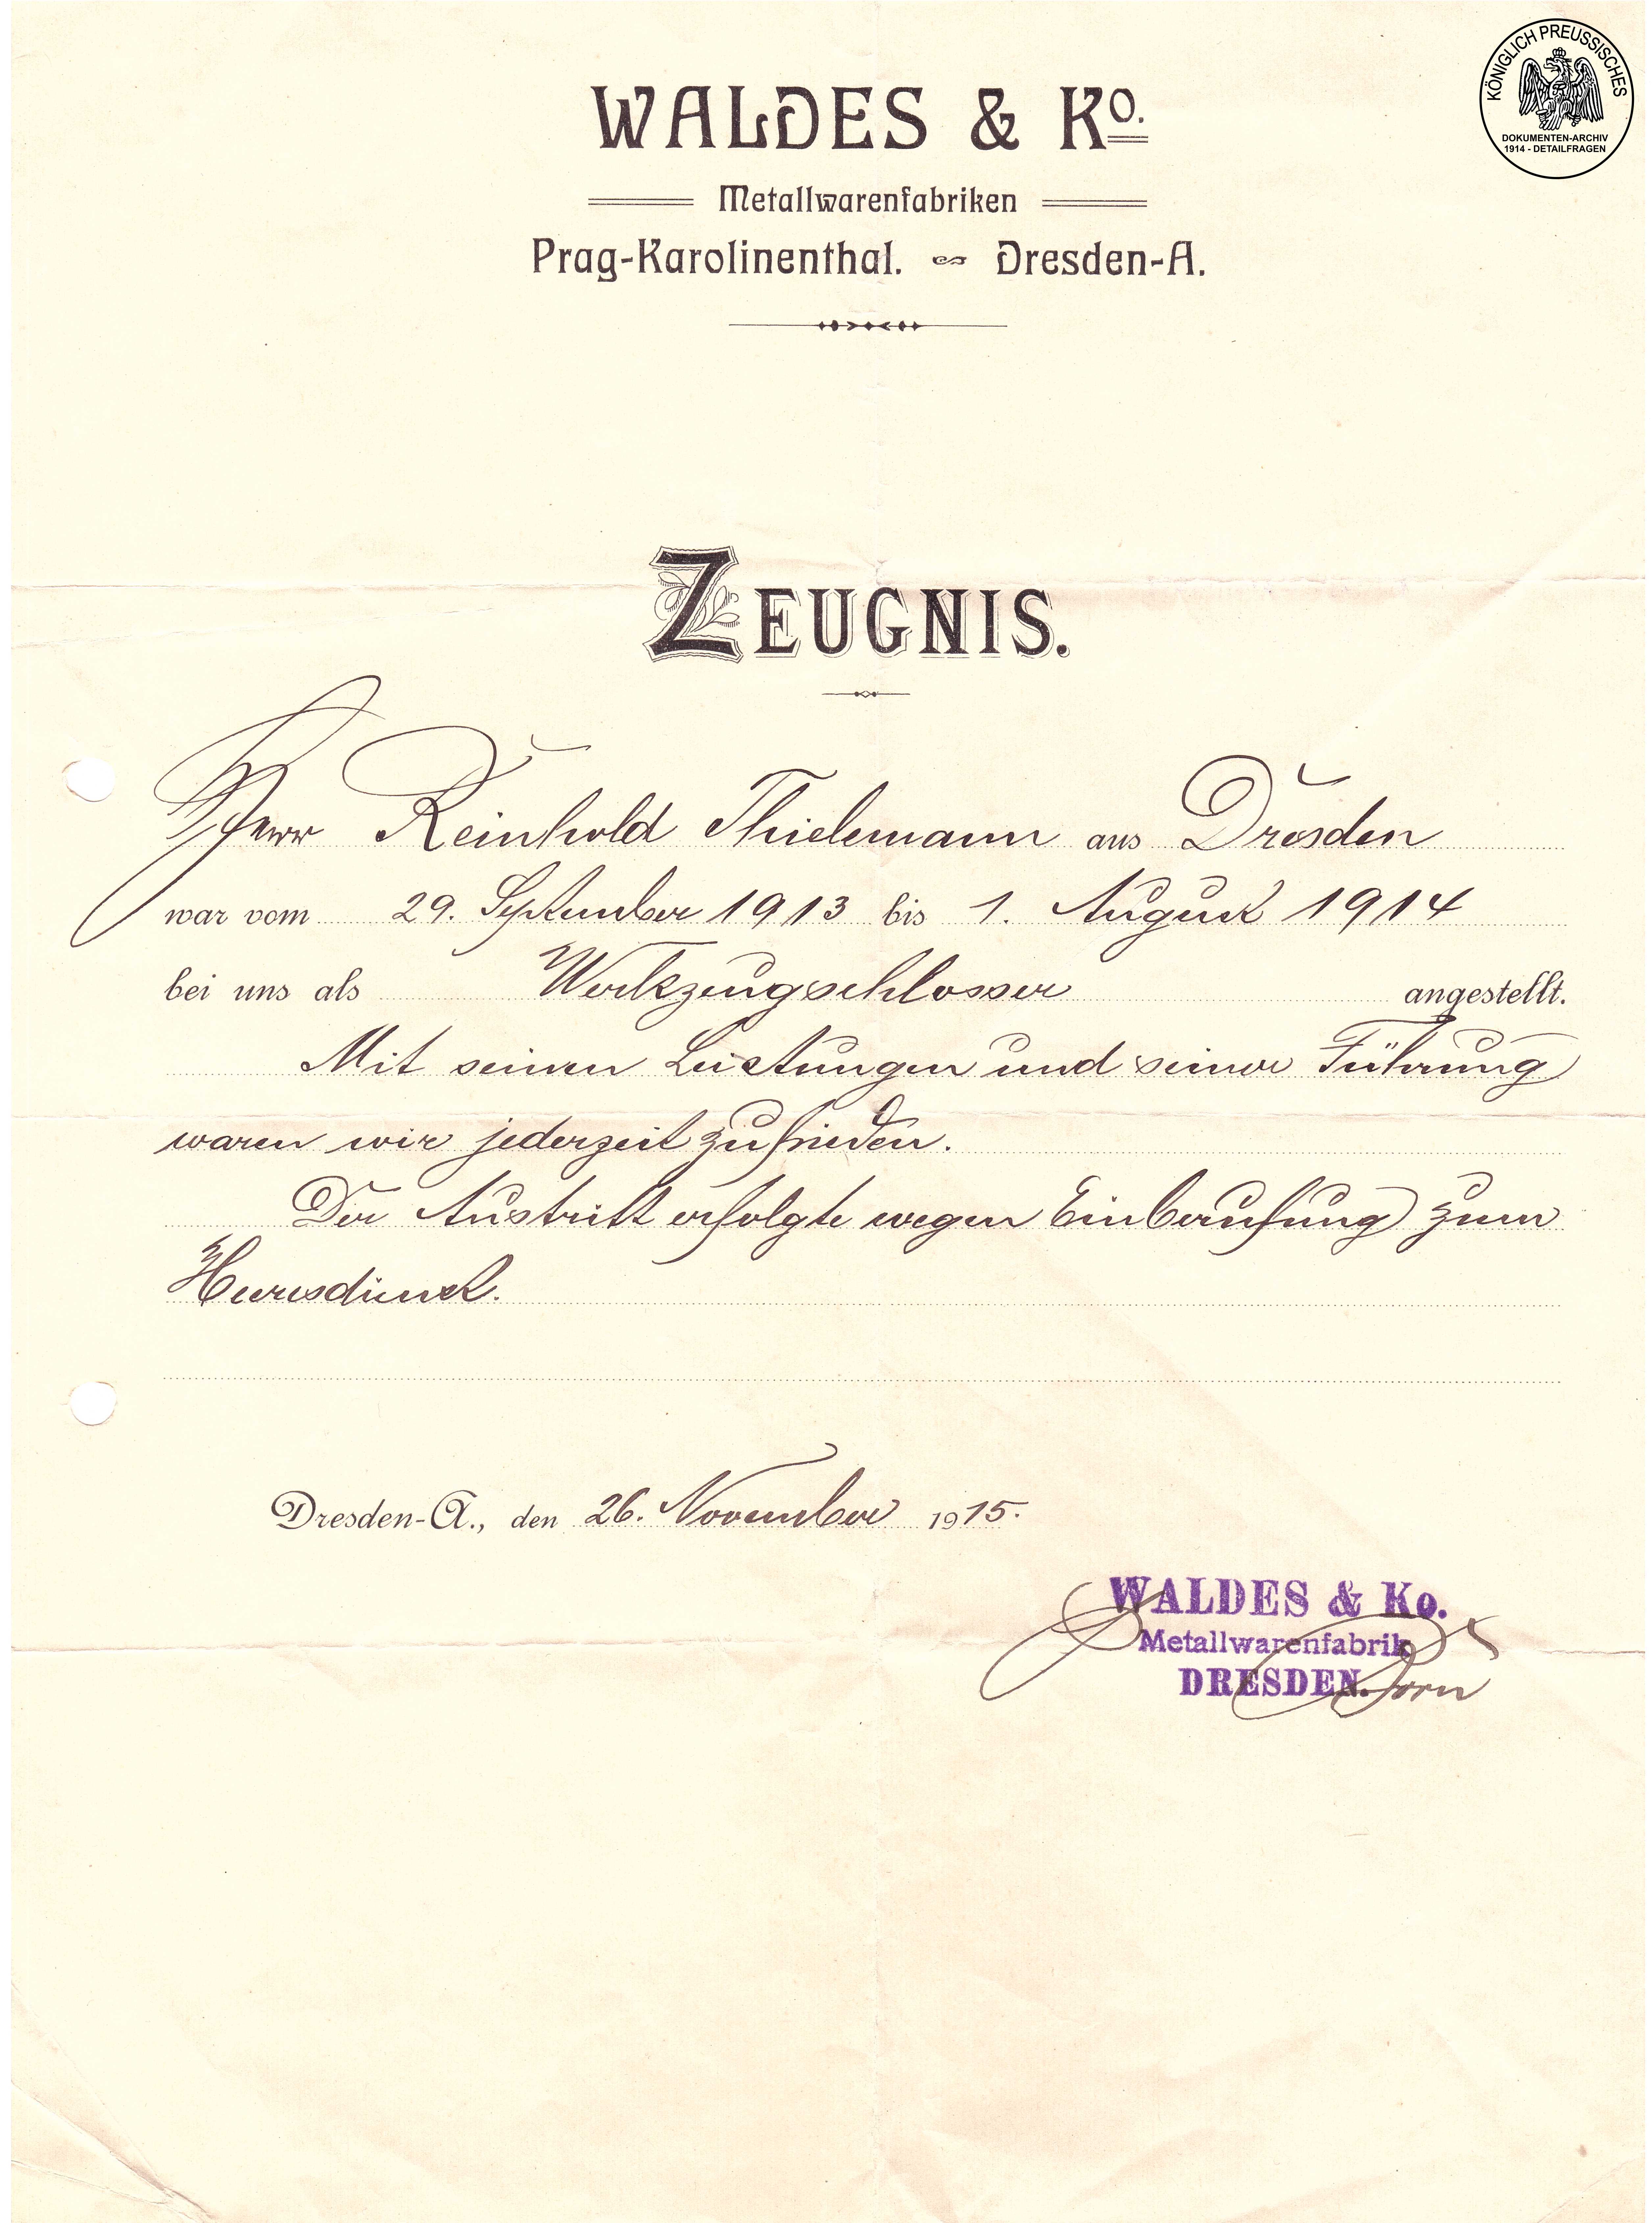 KÖNIGLICH PREUSSISCHES
DOKUMENTEN-ARCHIV
1914 - DETAILFRAGEN
WALDES & Ko.
Metallwarenfabriken
Prag-Karolinenthal. Dresden-A.
ZEUGNIS.
Herr Reinhold Thielemann aus Dresden
war vom 29. September 1913 bis 1. August 1914
bei uns als Werkzeugschlosser angestellt.
Mit seinen Leistungen und seiner Führung
waren wir jederzeit zufrieden.
Der Austritt erfolgte wegen Einberufung zum
Heeresdienst.
Dresden-A., den 26. November 1915.
WALDES & Ko.
Metallwarenfabrik
DRESDEN.